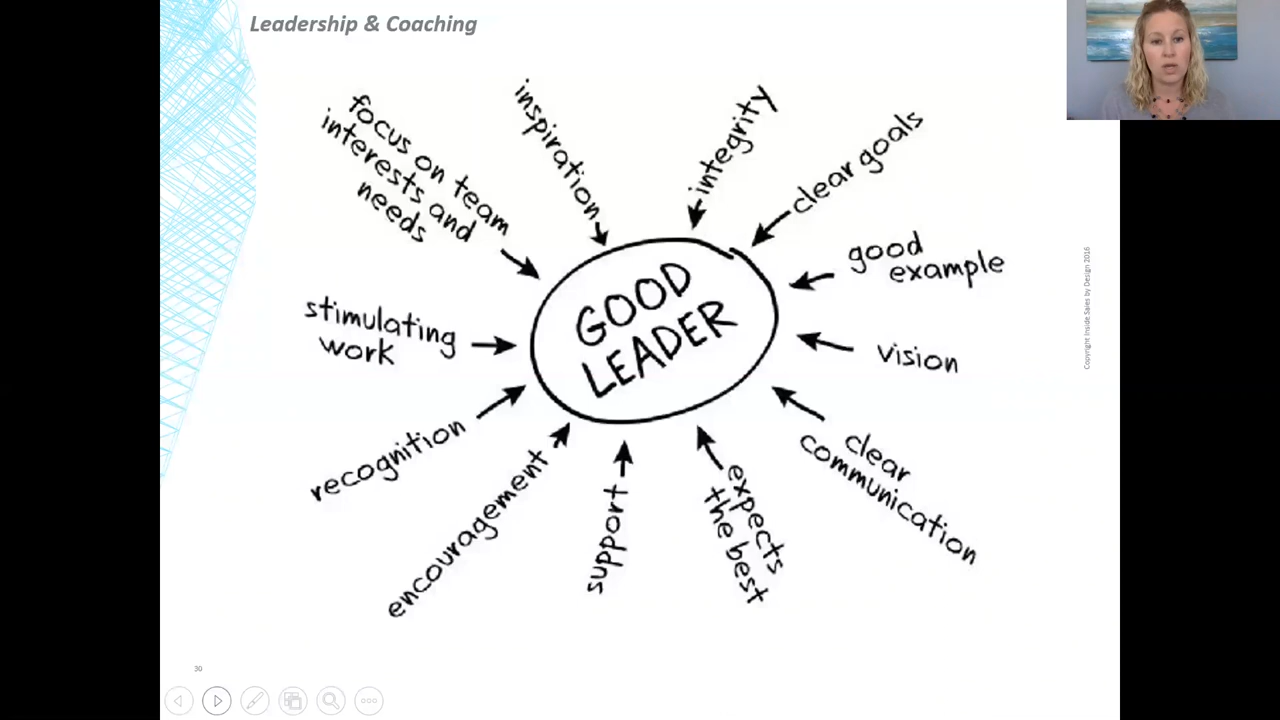 Leadership & Coaching
focus on team
interests and
needs
inspiration
integrity
clear goals
good
example
vision
clear
communication
expects
the best
support
encouragement
recognition
stimulating
work
GOOD
LEADER
Copyright Inside Sales by Design 2016
30